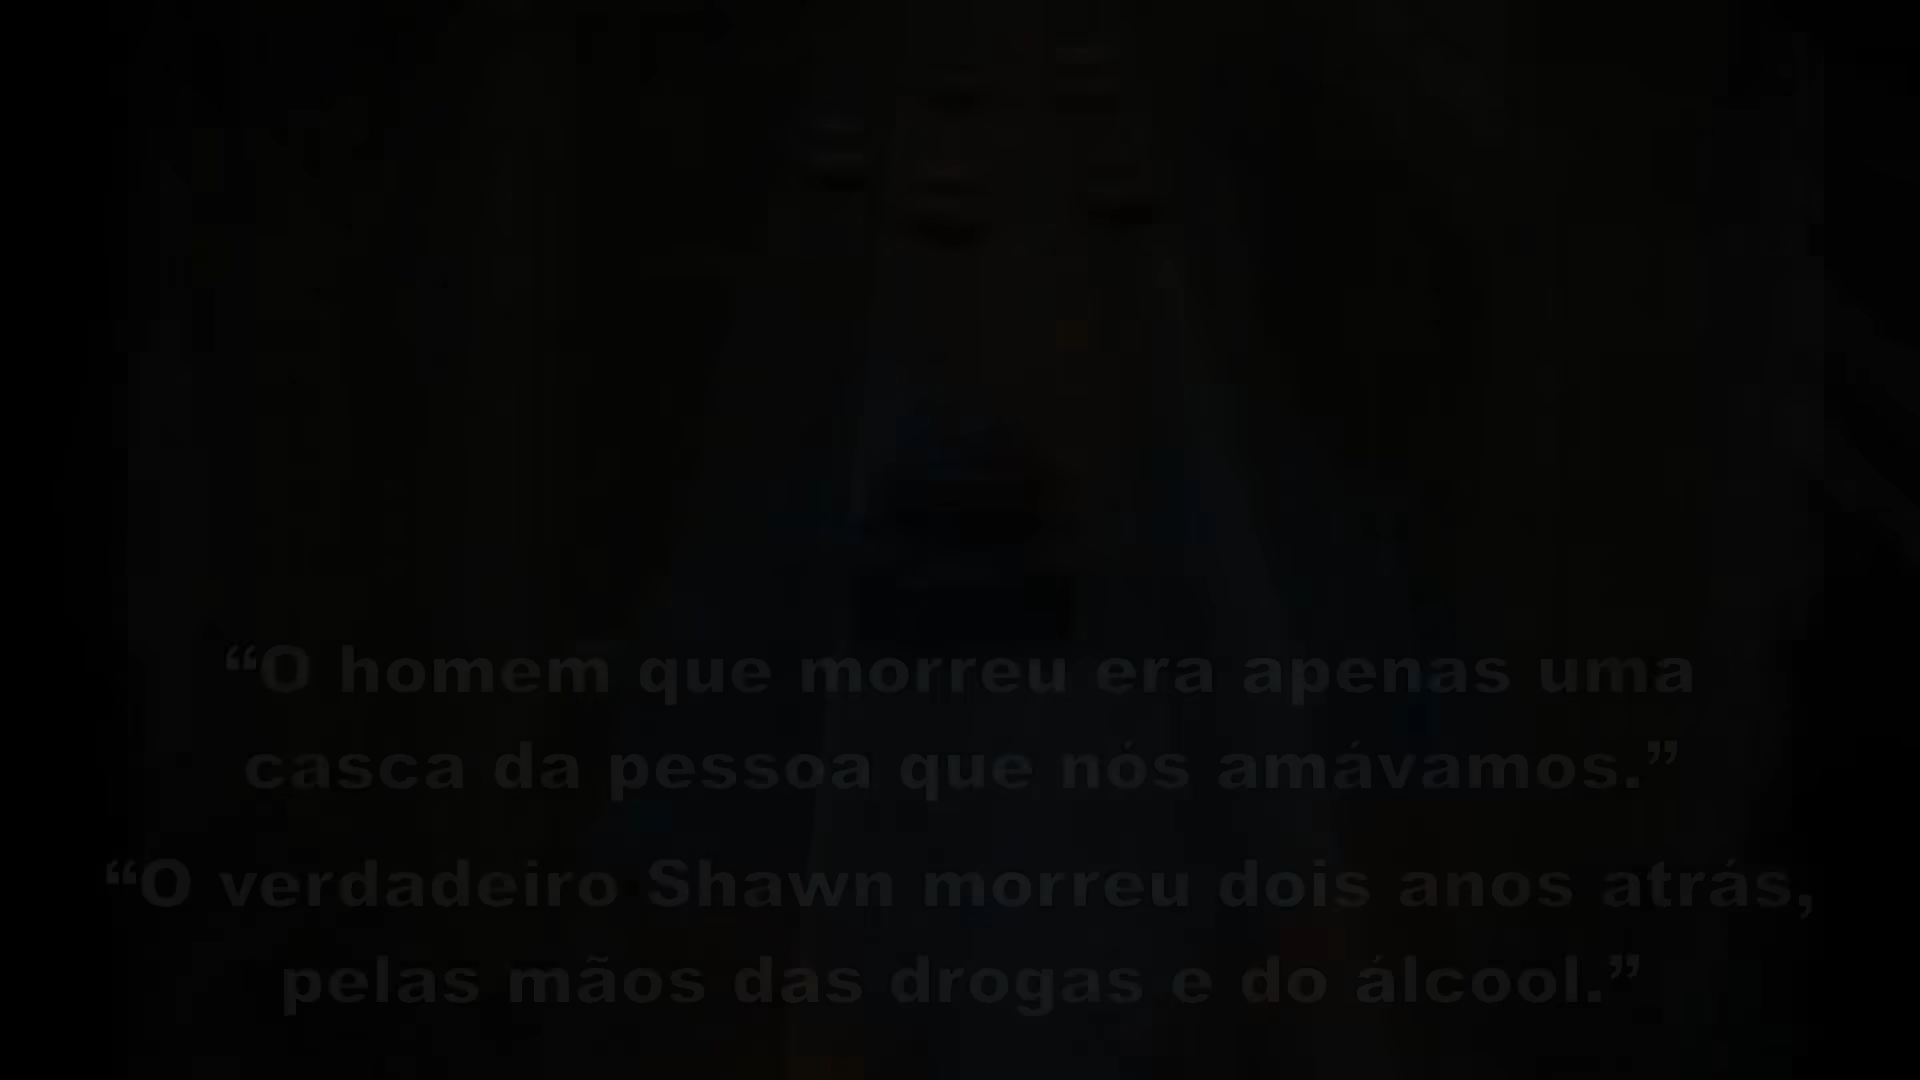 “O homem que morreu era apenas uma
casca da pessoa que nós amávamos.”
“O verdadeiro Shawn morreu dois anos atrás,
pelas mãos das drogas e do álcool.”